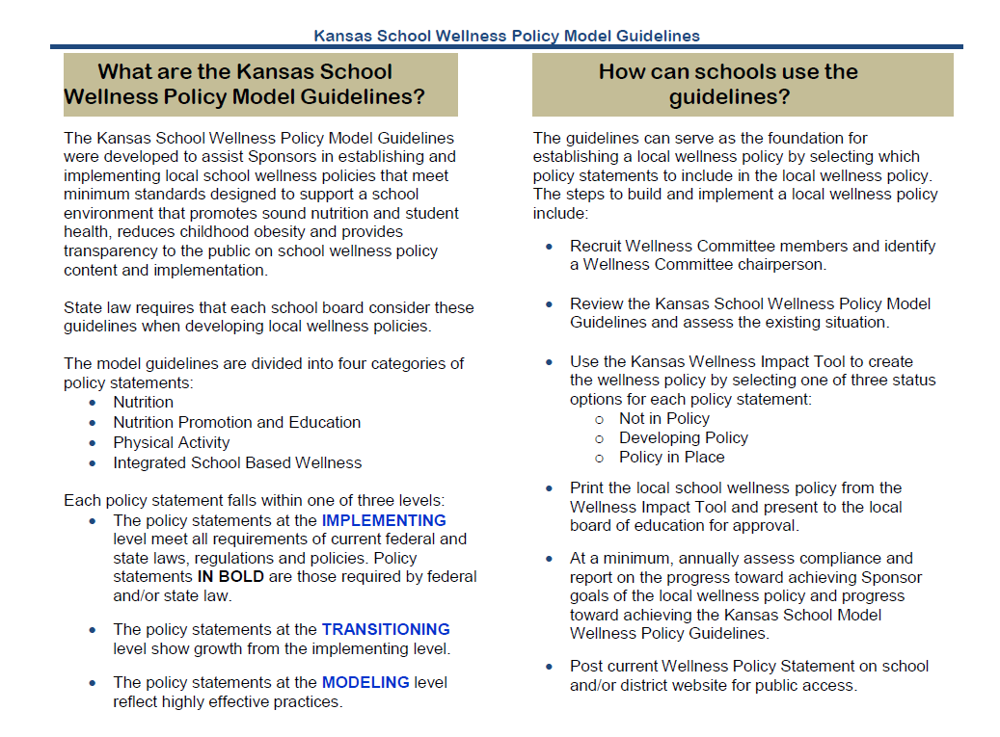 Kansas School Wellness Policy Model Guidelines
What are the Kansas School
Wellness Policy Model Guidelines?
The Kansas School Wellness Policy Model Guidelines
were developed to assist Sponsors in establishing and
implementing local school wellness policies that meet
minimum standards designed to support a school
environment that promotes sound nutrition and student
health, reduces childhood obesity and provides
transparency to the public on school wellness policy
content and implementation.
State law requires that each school board consider these
guidelines when developing local wellness policies.
The model guidelines are divided into four categories of
policy statements:
• Nutrition
• Nutrition Promotion and Education
• Physical Activity
• Integrated School Based Wellness
Each policy statement falls within one of three levels:
• The policy statements at the IMPLEMENTING
level meet all requirements of current federal and
state laws, regulations and policies. Policy
statements IN BOLD are those required by federal
and/or state law.
• The policy statements at the TRANSITIONING
level show growth from the implementing level.
• The policy statements at the MODELING level
reflect highly effective practices.
How can schools use the
guidelines?
The guidelines can serve as the foundation for
establishing a local wellness policy by selecting which
policy statements to include in the local wellness policy.
The steps to build and implement a local wellness policy
include:
• Recruit Wellness Committee members and identify
a Wellness Committee chairperson.
• Review the Kansas School Wellness Policy Model
Guidelines and assess the existing situation.
• Use the Kansas Wellness Impact Tool to create
the wellness policy by selecting one of three status
options for each policy statement:
o Not in Policy
o Developing Policy
o Policy in Place
• Print the local school wellness policy from the
Wellness Impact Tool and present to the local
board of education for approval.
• At a minimum, annually assess compliance and
report on the progress toward achieving Sponsor
goals of the local wellness policy and progress
toward achieving the Kansas School Model
Wellness Policy Guidelines.
• Post current Wellness Policy Statement on school
and/or district website for public access.